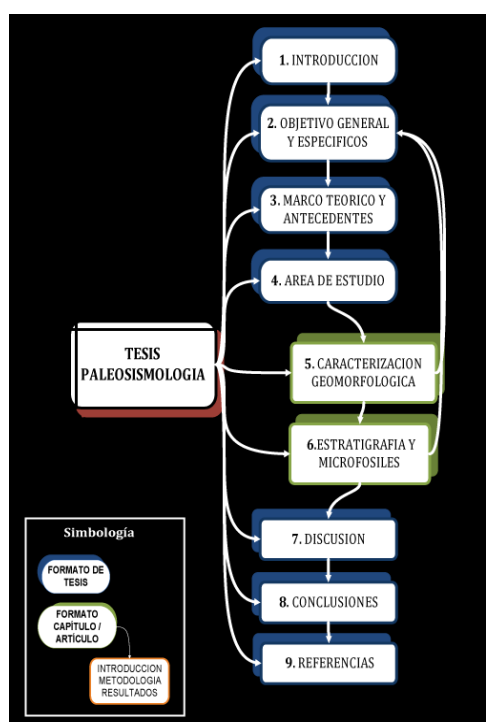 1. INTRODUCCION
2. OBJETIVO GENERAL
Y ESPECIFICOS
3. MARCO TEORICO Y
ANTECEDENTES
4. AREA DE ESTUDIO
TESIS
PALEOSISMOLOGIA
5. CARACTERIZACION
GEOMORFOLOGICA
6.ESTRATIGRAFIA Y
MICROFOSILES
7. DISCUSION
8. CONCLUSIONES
9. REFERENCIAS
Simbología
FORMATO DE
TESIS
FORMATO
CAPÍTULO /
ARTÍCULO
INTRODUCCION
METODOLOGIA
RESULTADOS